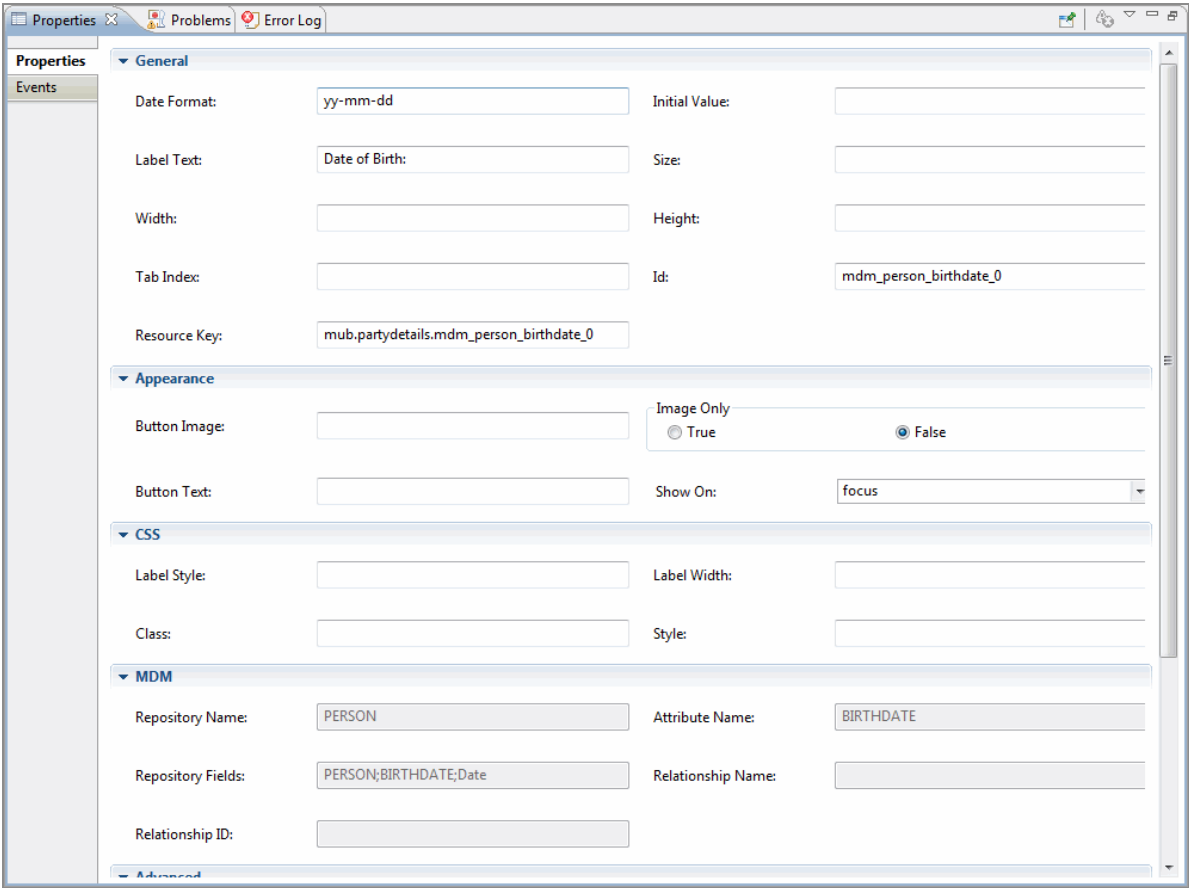 Properties Problems Error Log
Properties
Events
General
Date Format: yy-mm-dd Initial Value:
Label Text: Date of Birth: Size:
Width: Height:
Tab Index: Id: mdm_person_birthdate_0
Resource Key: mub.partydetails.mdm_person_birthdate_0
Appearance
Image Only
Button Image: True False
Button Text: Show On: focus
CSS
Label Style: Label Width:
Class: Style:
MDM
Repository Name: PERSON Attribute Name: BIRTHDATE
Repository Fields: PERSON;BIRTHDATE;Date Relationship Name:
Relationship ID:
Advanced